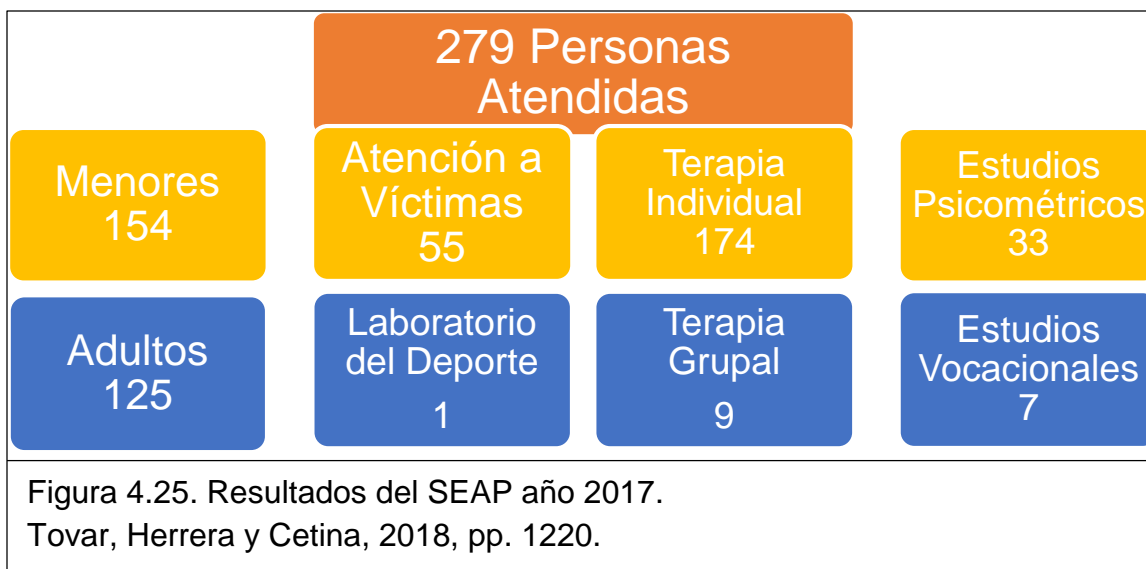 279 Personas
Atendidas
Menores
154
Atención a
Víctimas
55
Terapia
Individual
174
Estudios
Psicométricos
33
Adultos
125
Laboratorio
del Deporte
1
Terapia
Grupal
9
Estudios
Vocacionales
7
Figura 4.25. Resultados del SEAP año 2017.
Tovar, Herrera y Cetina, 2018, pp. 1220.